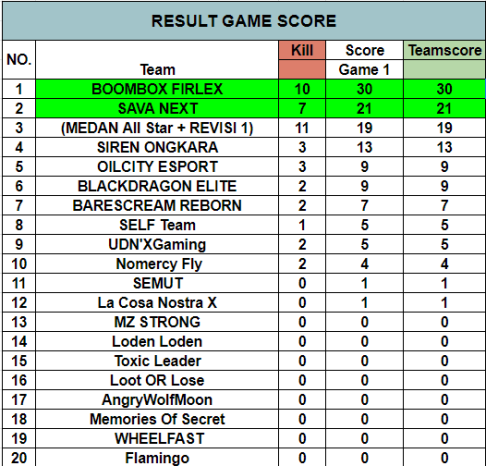 RESULT GAME SCORE
NO. Team Kill Score Teamscore
Game 1
1 BOOMBOX FIRLEX 10 30 30
2 SAVA NEXT 7 21 21
3 (MEDAN All Star + REVISI 1) 11 19 19
4 SIREN ONGKARA 3 13 13
5 OILCITY ESPORT 3 9 9
6 BLACKDRAGON ELITE 2 9 9
7 BARESCREAM REBORN 2 7 7
8 SELF Team 1 5 5
9 UDN'XGaming 2 5 5
10 Nomercy Fly 2 4 4
11 SEMUT 0 1 1
12 La Cosa Nostra X 0 1 1
13 MZ STRONG 0 0 0
14 Loden Loden 0 0 0
15 Toxic Leader 0 0 0
16 Loot OR Lose 0 0 0
17 AngryWolfMoon 0 0 0
18 Memories Of Secret 0 0 0
19 WHEELFAST 0 0 0
20 Flamingo 0 0 0